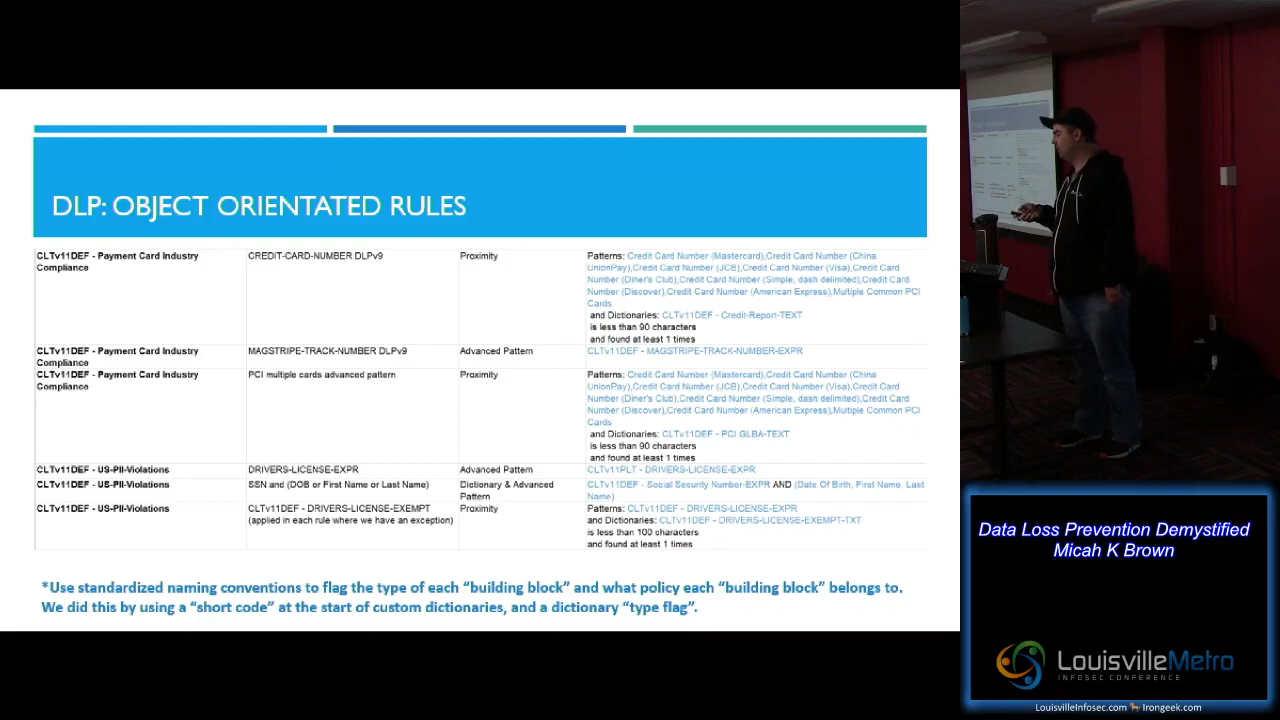 DLP: OBJECT ORIENTATED RULES
CLTv11DEF - Payment Card Industry
Compliance
CREDIT-CARD-NUMBER DLPv9
Proximity
Patterns: Credit Card Number (Mastercard),Credit Card Number (China
UnionPay),Credit Card Number (JCB),Credit Card Number (Visa),Credit Card
Number (Diner's Club),Credit Card Number (Simple, dash delimited),Credit Card
Number (Discover),Credit Card Number (American Express),Multiple Common PCI
Cards
and Dictionaries: CLTv11DEF - Credit-Report-TEXT
is less than 90 characters
and found at least 1 times
CLTv11DEF - Payment Card Industry
Compliance
MAGSTRIPE-TRACK-NUMBER DLPv9
Advanced Pattern
CLTv11DEF - MAGSTRIPE-TRACK-NUMBER-EXPR
CLTv11DEF - Payment Card Industry
Compliance
PCI multiple cards advanced pattern
Proximity
Patterns: Credit Card Number (Mastercard),Credit Card Number (China
UnionPay),Credit Card Number (JCB),Credit Card Number (Visa),Credit Card
Number (Diner's Club),Credit Card Number (Simple, dash delimited),Credit Card
Number (Discover),Credit Card Number (American Express),Multiple Common PCI
Cards
and Dictionaries: CLTv11DEF - PCI GLBA-TEXT
is less than 90 characters
and found at least 1 times
CLTv11DEF - US-PII-Violations
DRIVERS-LICENSE-EXPR
Advanced Pattern
CLTv11PLT - DRIVERS-LICENSE-EXPR
CLTv11DEF - US-PII-Violations
SSN and (DOB or First Name or Last Name)
Dictionary & Advanced
Pattern
CLTv11DEF - Social Security Number-EXPR AND (Date Of Birth, First Name. Last
Name)
CLTv11DEF - US-PII-Violations
CLTv11DEF - DRIVERS-LICENSE-EXEMPT
(applied in each rule where we have an exception)
Proximity
Patterns: CLTv11DEF - DRIVERS-LICENSE-EXPR
and Dictionaries: CLTv11DEF - DRIVERS-LICENSE-EXEMPT-TXT
is less than 100 characters
and found at least 1 times
*Use standardized naming conventions to flag the type of each “building block” and what policy each “building block” belongs to.
We did this by using a “short code” at the start of custom dictionaries, and a dictionary “type flag”.
Data Loss Prevention Demystified
Micah K Brown
LouisvilleMetro
INFOSEC CONFERENCE
LouisvilleInfosec.com Irongeek.com